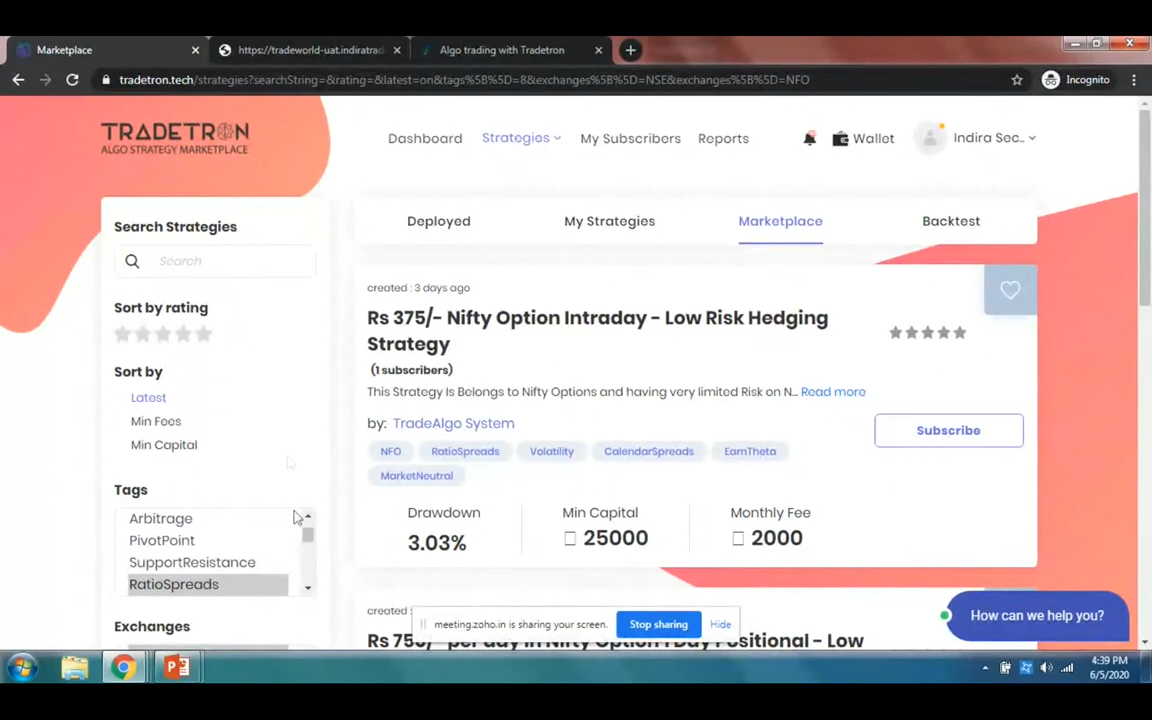 Marketplace
https://tradeworld-uat.indiratrad
Algo trading with Tradetron
tradetron.tech/strategies?searchString=&rating=&latest=on&tags%5B%5D=8&exchanges%5B%5D=NSE&exchanges%5B%5D=NFO
Incognito
TRADETRON
ALGO STRATEGY MARKETPLACE
Dashboard
Strategies
My Subscribers
Reports
Wallet
Indira Sec..
Search Strategies
Search
Sort by rating
Sort by
Latest
Min Fees
Min Capital
Tags
Arbitrage
PivotPoint
SupportResistance
RatioSpreads
Exchanges
Deployed
My Strategies
Marketplace
Backtest
created : 3 days ago
Rs 375/- Nifty Option Intraday - Low Risk Hedging
Strategy
(1 subscribers)
This Strategy Is Belongs to Nifty Options and having very limited Risk on N... Read more
by: TradeAlgo System
Subscribe
NFO RatioSpreads Volatility CalendarSpreads EarnTheta
MarketNeutral
Drawdown
3.03%
Min Capital
25000
Monthly Fee
2000
created :
meeting.zoho.in is sharing your screen.
Stop sharing
Hide
Rs 75 per day in Nifty Option 1 Day Positional - Low
How can we help you?
4:39 PM
6/5/2020